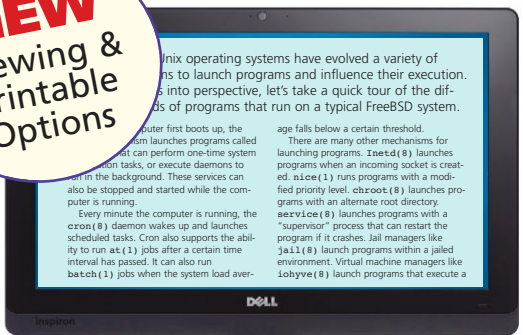 NEW
ewing &
rintable
Options
Unix operating systems have evolved a variety of
ns to launch programs and influence their execution.
s into perspective, let's take a quick tour of the dif-
ds of programs that run on a typical FreeBSD system.
puter first boots up, the
ism launches programs called
hat can perform one-time system
tion tasks, or execute daemons to
run in the background. These services can
also be stopped and started while the com-
puter is running.
Every minute the computer is running, the
cron(8) daemon wakes up and launches
scheduled tasks. Cron also supports the abil-
ity to run at(1) jobs after a certain time
interval has passed. It can also run
batch(1) jobs when the system load aver-
age falls below a certain threshold.
There are many other mechanisms for
launching programs. Inetd(8) launches
programs when an incoming socket is creat-
ed. nice(1) runs programs with a modi-
fied priority level. chroot(8) launches pro-
grams with an alternate root directory.
service(8) launches programs with a
"supervisor" process that can restart the
program if it crashes. Jail managers like
jail(8) launch programs within a jailed
environment. Virtual machine managers like
iohyve(8) launch programs that execute a
DELL
inspiron